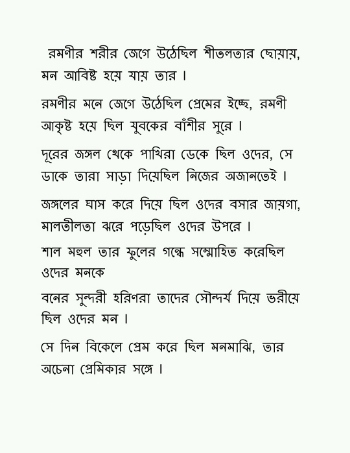 রমণীর শরীর জেগে উঠেছিল শীতলতার ছোয়ায়,
মন আবিষ্ট হয়ে যায় তার ।
রমণীর মনে জেগে উঠেছিল প্রেমের ইচ্ছে, রমণী
আকৃষ্ট হয়ে ছিল যুবকের বাঁশীর সূরে ।
দূরের জঙ্গল থেকে পাখিরা ডেকে ছিল ওদের, সে
ডাকে তারা সাড়া দিয়েছিল নিজের অজানতেই ।
জঙ্গলের ঘাস করে দিয়ে ছিল ওদের বসার জায়গা,
মালতীলতা ঝরে পড়েছিল ওদের উপরে ।
শাল মহুল তার ফুলের গন্ধে সম্মোহিত করেছিল
ওদের মনকে
বনের সুন্দরী হরিণরা তাদের সৌন্দর্য দিয়ে ভরীয়ে
ছিল ওদের মন ।
সে দিন বিকেলে প্রেম করে ছিল মনমাঝি, তার
অচেনা প্রেমিকার সঙ্গে ।